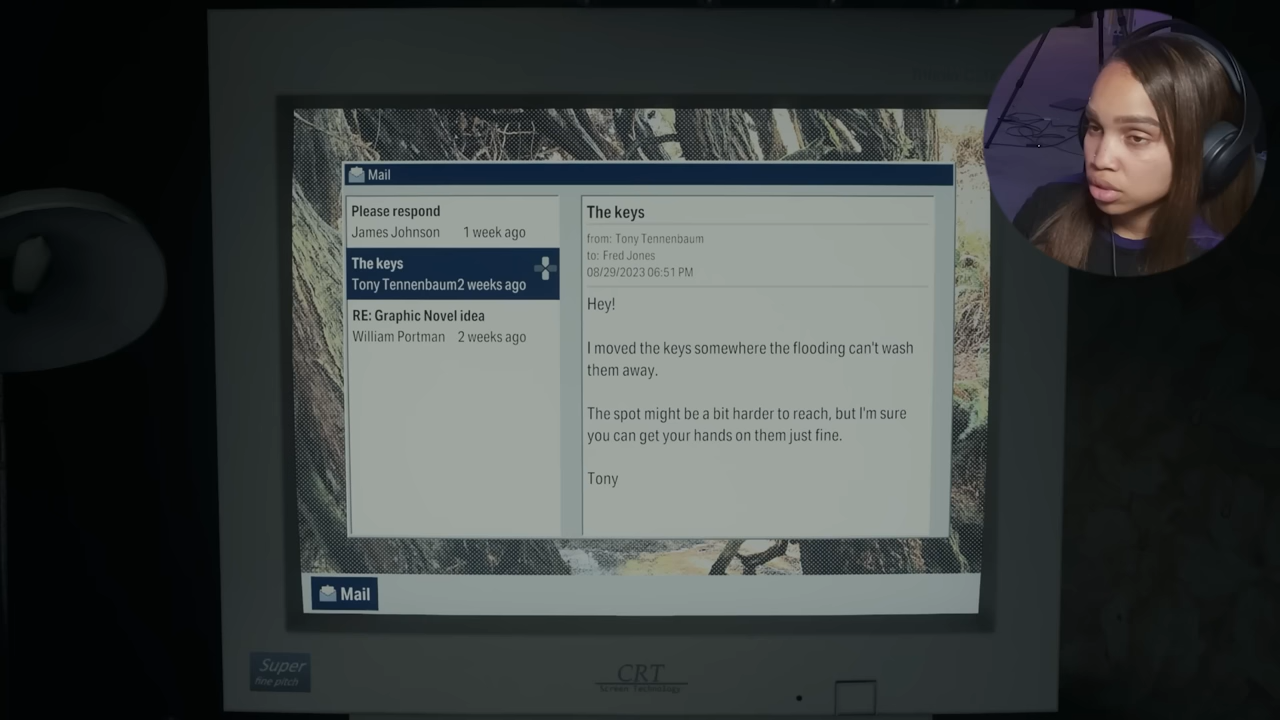 Mail
Please respond
James Johnson 1 week ago
The keys
Tony Tennenbaum2 weeks ago
RE: Graphic Novel idea
William Portman 2 weeks ago
The keys
from: Tony Tennenbaum
to: Fred Jones
08/29/2023 06:51 PM
Hey!
I moved the keys somewhere the flooding can't wash
them away.
The spot might be a bit harder to reach, but I'm sure
you can get your hands on them just fine.
Tony
Mail
Super
fine pitch
CRT
Screen Technology